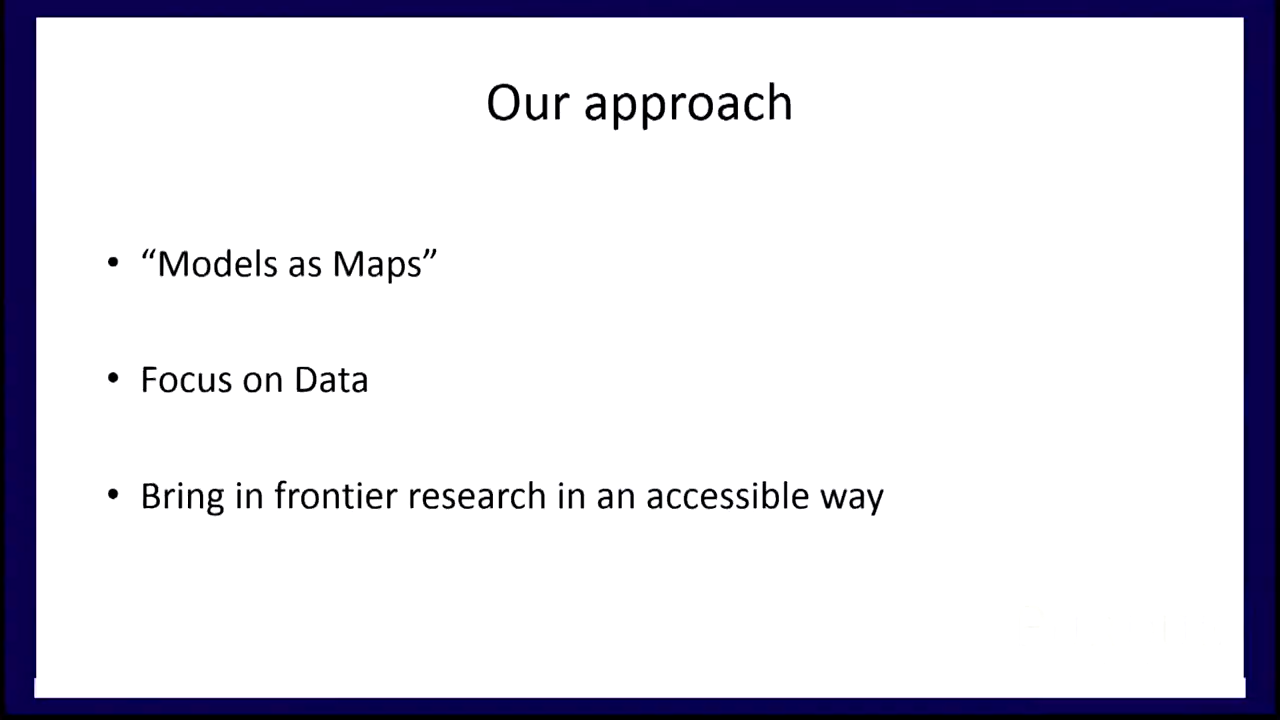 Our approach
• “Models as Maps”
• Focus on Data
• Bring in frontier research in an accessible way